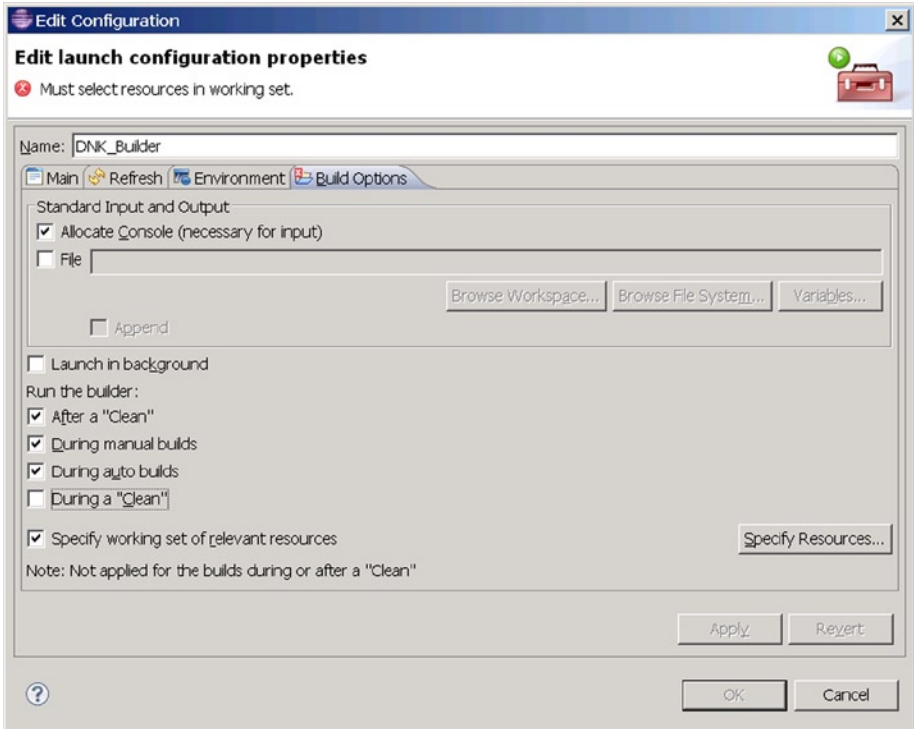 Edit Configuration
Edit launch configuration properties
Must select resources in working set.
Name: DNK_Builder
Main Refresh Environment Build Options
Standard Input and Output
Allocate Console (necessary for input)
File
Browse Workspace... Browse File System... Variables...
Append
Launch in background
Run the builder:
After a "Clean"
During manual builds
During auto builds
During a "Clean"
Specify working set of relevant resources Specify Resources...
Note: Not applied for the builds during or after a "Clean"
Apply Revert
? OK Cancel